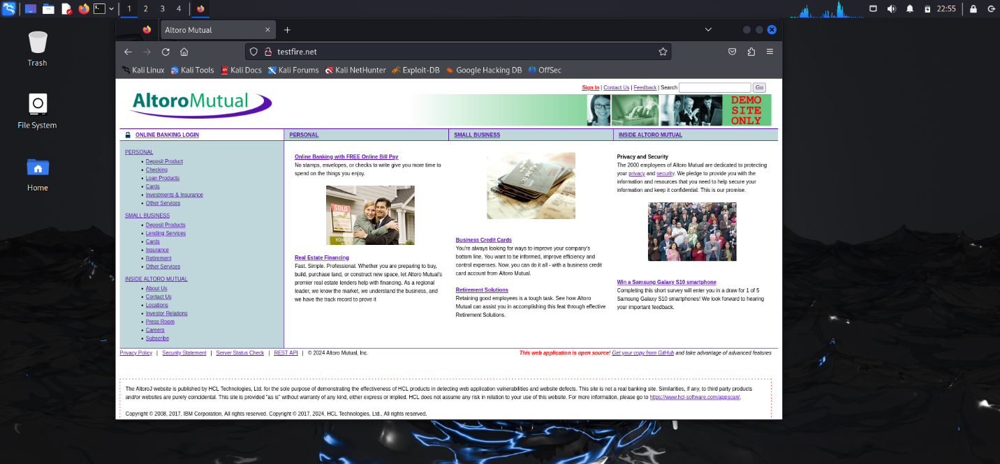 1 2 3 4
22:55
Trash
File System
Home
Altoro Mutual
testfire.net
Kali Linux Kali Tools Kali Docs Kali Forums Kali NetHunter Exploit-DB Google Hacking DB OffSec
Sign In | Contact Us | Feedback | Search Go
AltoroMutual
DEMO
SITE
ONLY
ONLINE BANKING LOGIN
PERSONAL
SMALL BUSINESS
INSIDE ALTORO MUTUAL
PERSONAL
Deposit Product
Checking
Loan Products
Cards
Investments & Insurance
Other Services
SMALL BUSINESS
Deposit Products
Lending Services
Cards
Insurance
Retirement
Other Services
INSIDE ALTORO MUTUAL
About Us
Contact Us
Locations
Investor Relations
Press Room
Careers
Subscribe
Online Banking with FREE Online Bill Pay
No stamps, envelopes, or checks to write give you more time to
spend on the things you enjoy.
SOLD
Real Estate Financing
Fast. Simple. Professional. Whether you are preparing to buy,
build, purchase land, or construct new space, let Altoro Mutual's
premier real estate lenders help with financing. As a regional
leader, we know the market, we understand the business, and
we have the track record to prove it
Business Credit Cards
You're always looking for ways to improve your company's
bottom line. You want to be informed, improve efficiency and
control expenses. Now, you can do it all - with a business credit
card account from Altoro Mutual.
Retirement Solutions
Retaining good employees is a tough task. See how Altoro
Mutual can assist you in accomplishing this feat through effective
Retirement Solutions.
Privacy and Security
The 2000 employees of Altoro Mutual are dedicated to protecting
your privacy and security. We pledge to provide you with the
information and resources that you need to help secure your
information and keep it confidential. This is our promise.
Win a Samsung Galaxy S10 smartphone
Completing this short survey will enter you in a draw for 1 of 5
Samsung Galaxy S10 smartphones! We look forward to hearing
your important feedback.
Privacy Policy | Security Statement | Server Status Check | REST API | © 2024 Altoro Mutual, Inc.
This web application is open source! Get your copy from GitHub and take advantage of advanced features
The AltoroJ website is published by HCL Technologies, Ltd. for the sole purpose of demonstrating the effectiveness of HCL products in detecting web application vulnerabilities and website defects. This site is not a real banking site. Similarities, if any, to third party products
and/or websites are purely coincidental. This site is provided "as is" without warranty of any kind, either express or implied. HCL does not assume any risk in relation to your use of this website. For more information, please go to https://www.hcl-software.com/appscan/.
Copyright © 2008, 2017, IBM Corporation, All rights reserved. Copyright © 2017, 2024, HCL Technologies, Ltd., All rights reserved.